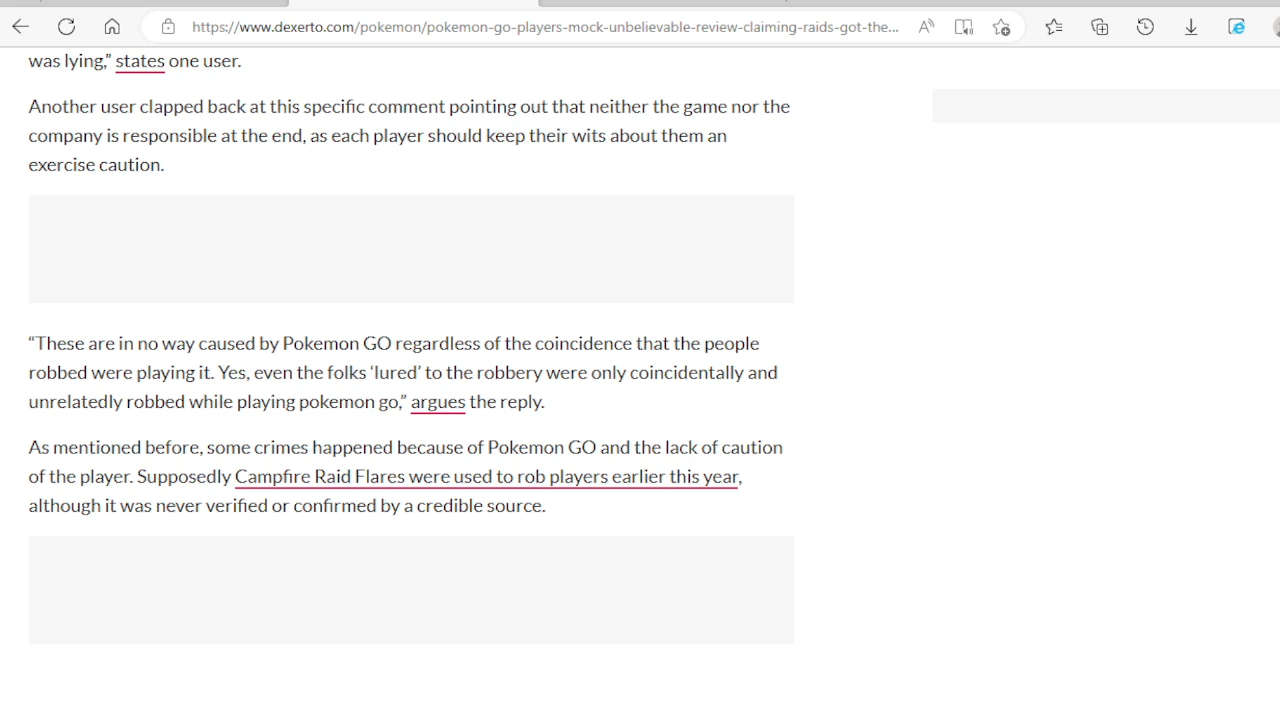 https://www.dexerto.com/pokemon/pokemon-go-players-mock-unbelievable-review-claiming-raids-got-the...
was lying,” states one user.
Another user clapped back at this specific comment pointing out that neither the game nor the
company is responsible at the end, as each player should keep their wits about them an
exercise caution.
“These are in no way caused by Pokemon GO regardless of the coincidence that the people
robbed were playing it. Yes, even the folks ‘lured’ to the robbery were only coincidentally and
unrelatedly robbed while playing pokemon go,” argues the reply.
As mentioned before, some crimes happened because of Pokemon GO and the lack of caution
of the player. Supposedly Campfire Raid Flares were used to rob players earlier this year,
although it was never verified or confirmed by a credible source.